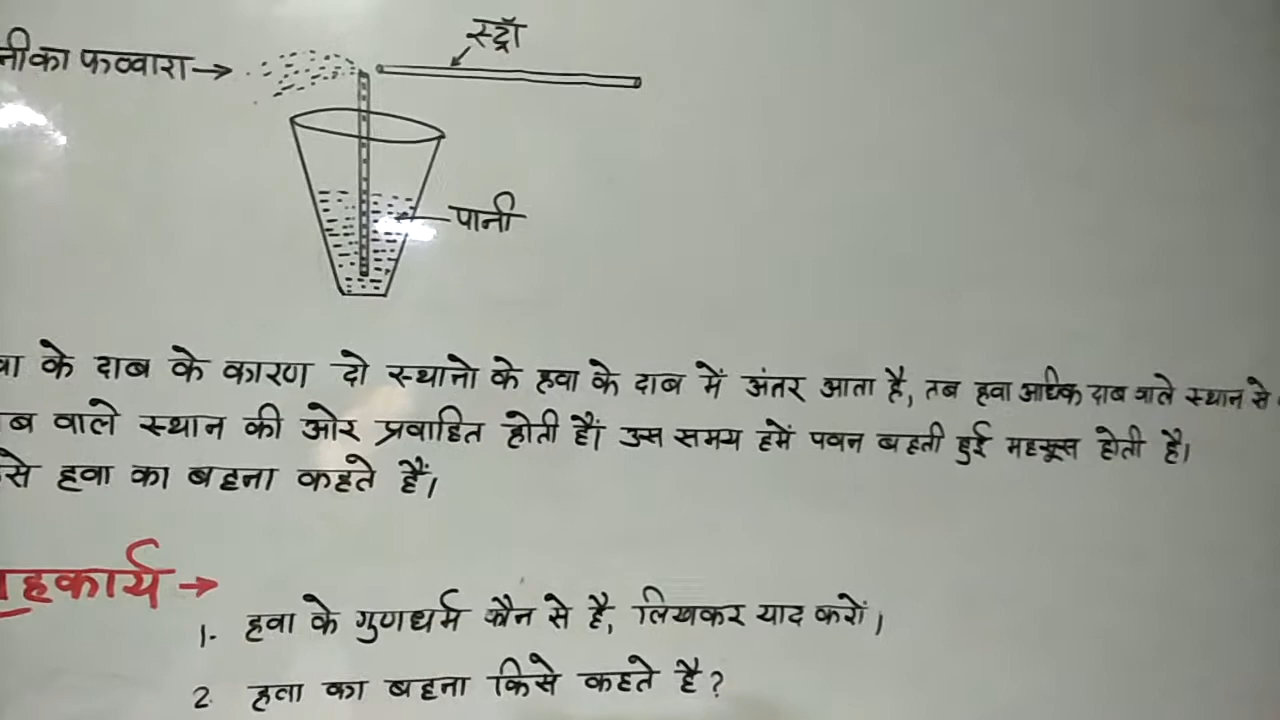 स्ट्रॉ
नीका फव्वारा →
पानी
के दाब के कारण दो स्थानो के हवा के दाब में अंतर आता है, तब हवा अधिक दाब वाले स्थान से
ब वाले स्थान की ओर प्रवाहित होती हैं। उस समय हमें पवन बहती हुई महसूस होती है।
से हवा का बहना कहते हैं।
गृहकार्य →
1. हवा के गुणधर्म कौन से है, लिखकर याद करों।
2. हवा का बहना किसे कहते है?